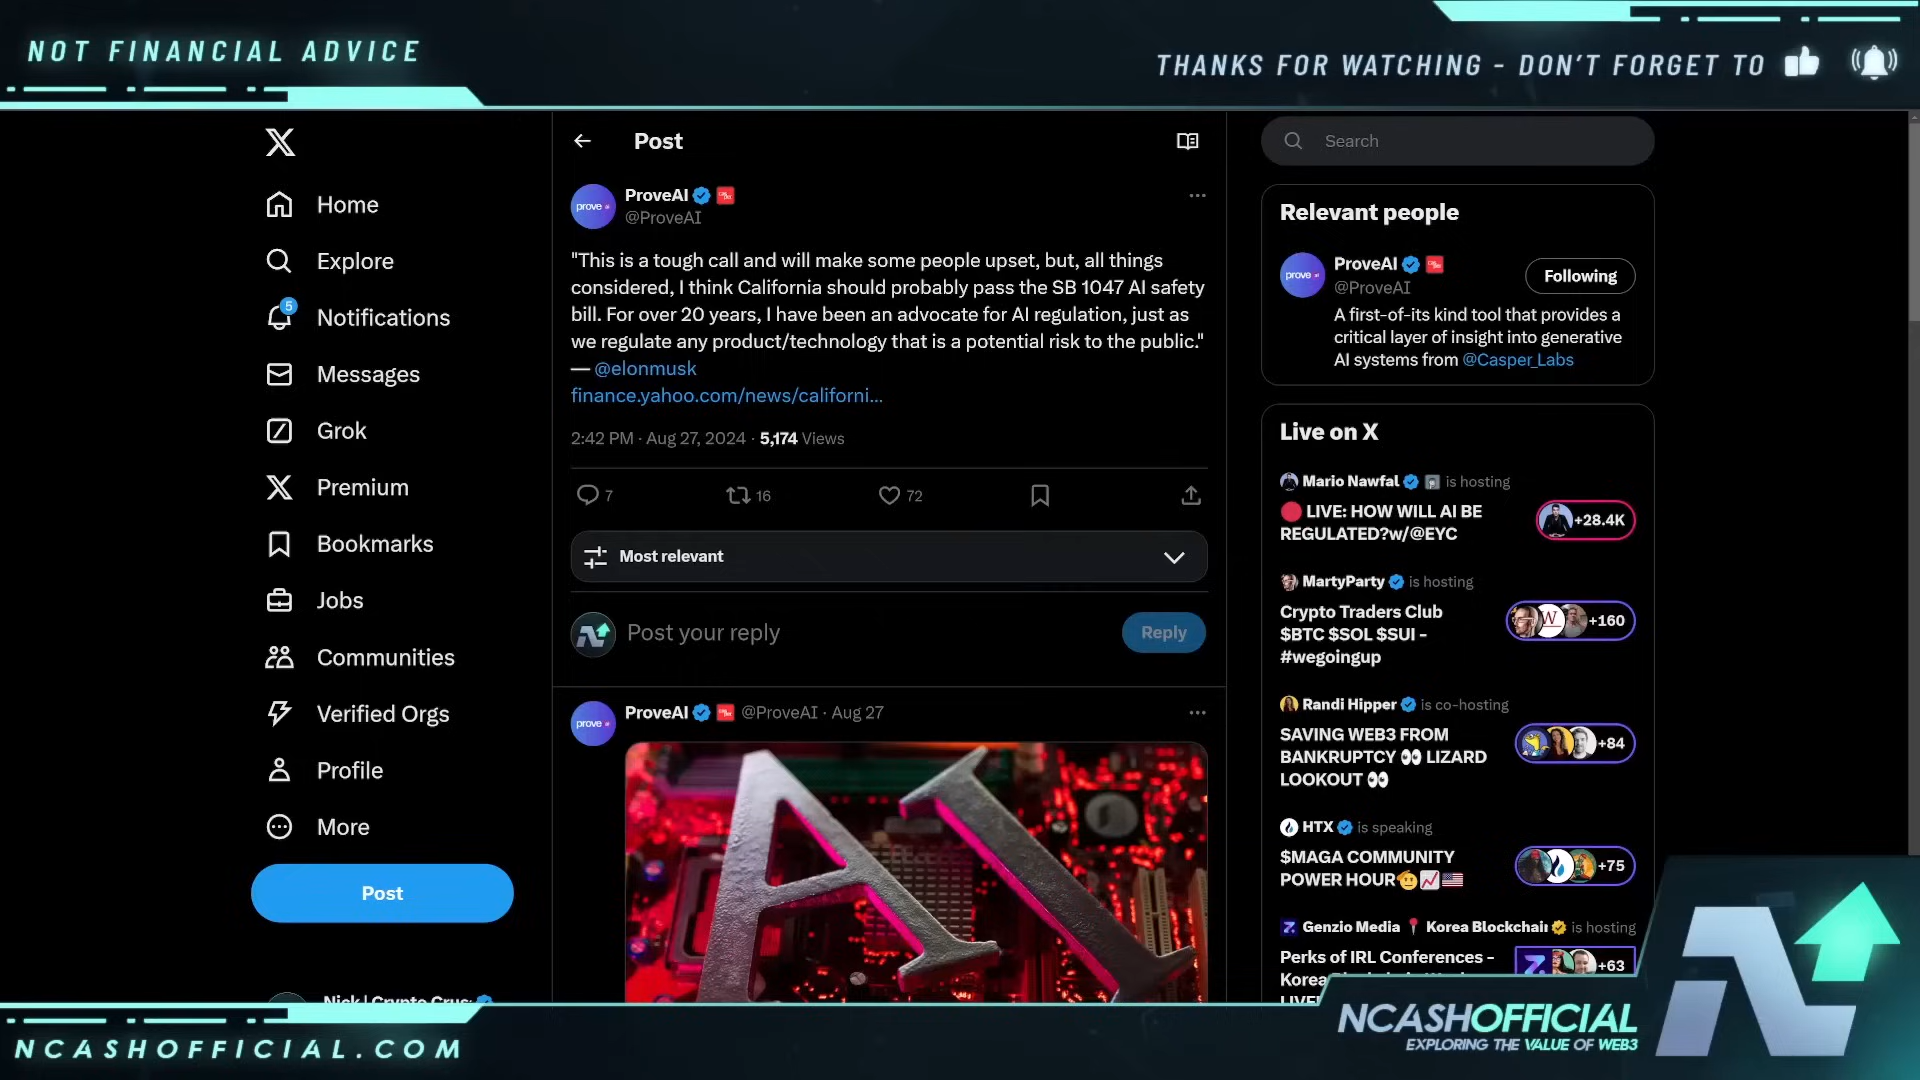 NOT FINANCIAL ADVICE
THANKS FOR WATCHING - DON'T FORGET TO
Home
Explore
5
Notifications
Messages
Grok
Premium
Bookmarks
Jobs
Communities
Verified Orgs
Profile
More
Post
Nick | Crypto Crus
Post
prove
ProveAI
@ProveAI
"This is a tough call and will make some people upset, but, all things
considered, I think California should probably pass the SB 1047 AI safety
bill. For over 20 years, I have been an advocate for AI regulation, just as
we regulate any product/technology that is a potential risk to the public."
— @elonmusk
finance.yahoo.com/news/californi...
2:42 PM · Aug 27, 2024 · 5,174 Views
7 16 72
Most relevant
Post your reply
Reply
prove
ProveAI @ProveAI · Aug 27
AI
Search
Relevant people
prove
ProveAI
@ProveAI
Following
A first-of-its kind tool that provides a
critical layer of insight into generative
AI systems from @Casper_Labs
Live on X
Mario Nawfal is hosting
LIVE: HOW WILL AI BE
REGULATED?w/@EYC
+28.4K
MartyParty is hosting
Crypto Traders Club
$BTC $SOL $SUI -
#wegoingup
+160
Randi Hipper is co-hosting
SAVING WEB3 FROM
BANKRUPTCY 👀 LIZARD
LOOKOUT 👀
+84
HTX is speaking
$MAGA COMMUNITY
POWER HOUR🫡📈🇺🇸
+75
Genzio Media 📍 Korea Blockchain is hosting
Perks of IRL Conferences -
Korea
+63
NCASHOFFICIAL.COM
NCASHOFFICIAL
EXPLORING THE VALUE OF WEB3